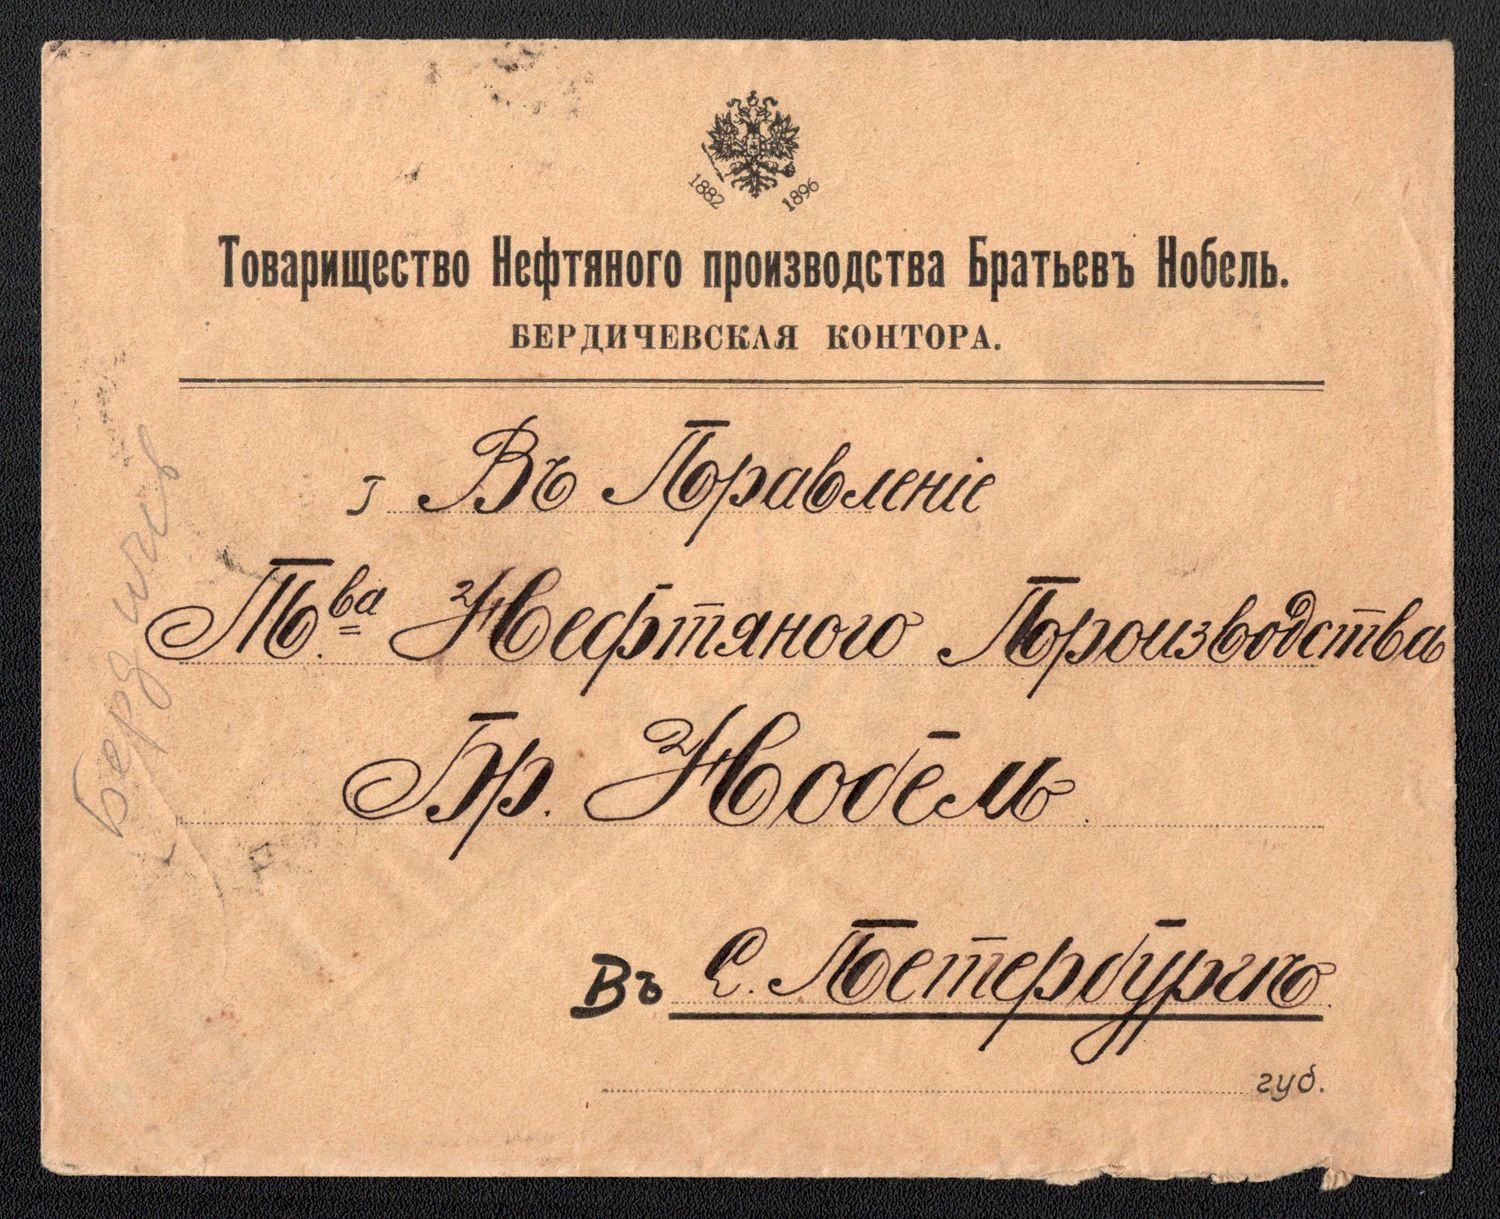 1882 1896
Товарищество Нефтяного производства Братьевъ Нобель.
БЕРДИЧЕВСКАЯ КОНТОРА.
Г Въ Правленіе
Т.ва Нефтяного Производства
Бр. Нобель
Въ С. Петербургъ
губ.
Бердичев